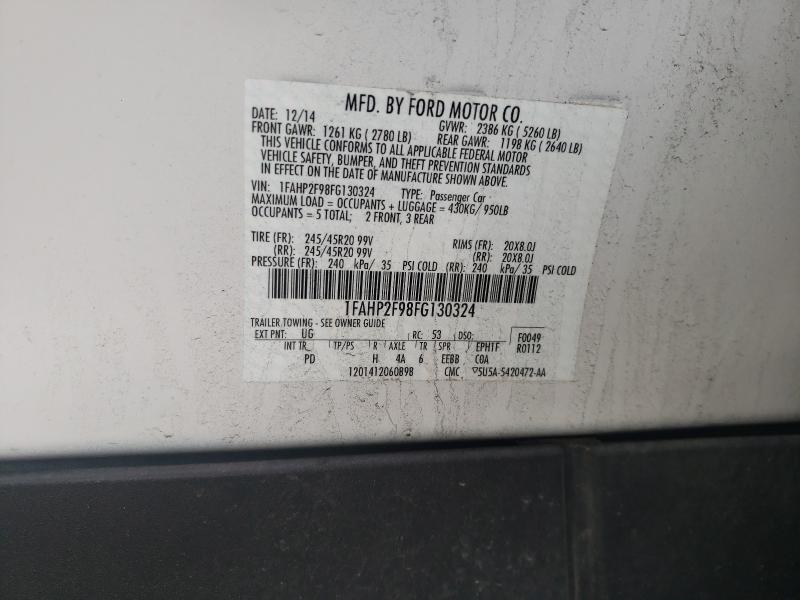 MFD. BY FORD MOTOR CO.
DATE: 12/14 GVWR: 2386 KG ( 5260 LB)
FRONT GAWR: 1261 KG ( 2780 LB) REAR GAWR: 1198 KG ( 2640 LB)
THIS VEHICLE CONFORMS TO ALL APPLICABLE FEDERAL MOTOR
VEHICLE SAFETY, BUMPER, AND THEFT PREVENTION STANDARDS
IN EFFECT ON THE DATE OF MANUFACTURE SHOWN ABOVE.
VIN: 1FAHP2F98FG130324 TYPE: Passenger Car
MAXIMUM LOAD = OCCUPANTS + LUGGAGE = 430KG/ 950LB
OCCUPANTS = 5 TOTAL; 2 FRONT, 3 REAR
TIRE (FR): 245/45R20 99V RIMS (FR): 20X8.0J
(RR): 245/45R20 99V (RR): 20X8.0J
PRESSURE (FR): 240 kPa/ 35 PSI COLD (RR): 240 kPa/ 35 PSI COLD
1FAHP2F98FG130324
TRAILER TOWING - SEE OWNER GUIDE
EXT PNT: UG RC: 53 DSO: F0049
INT TR TP/PS R AXLE TR SPR EPHTF R0112
PD H 4A 6 EEBB COA
1201412060898 CMC ▽5U5A-5420472-AA